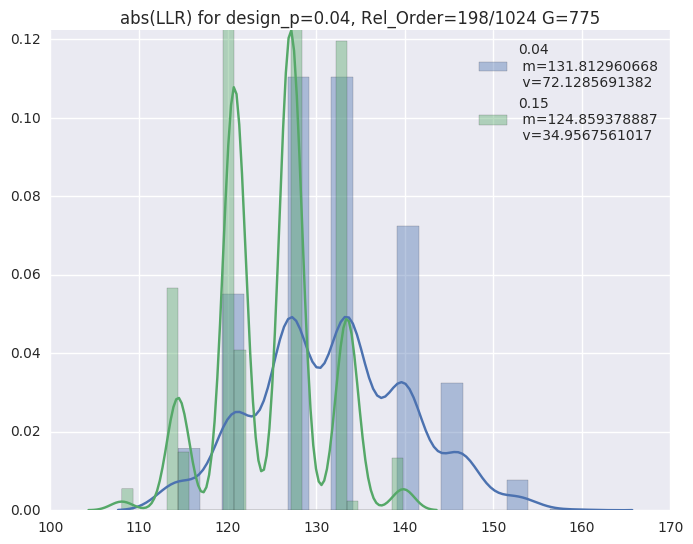 abs(LLR) for design_p=0.04, Rel_Order=198/1024 G=775
0.12
0.10
0.08
0.06
0.04
0.02
0.00
100 110 120 130 140 150 160 170
0.04
m=131.812960668
v=72.1285691382
0.15
m=124.859378887
v=34.9567561017